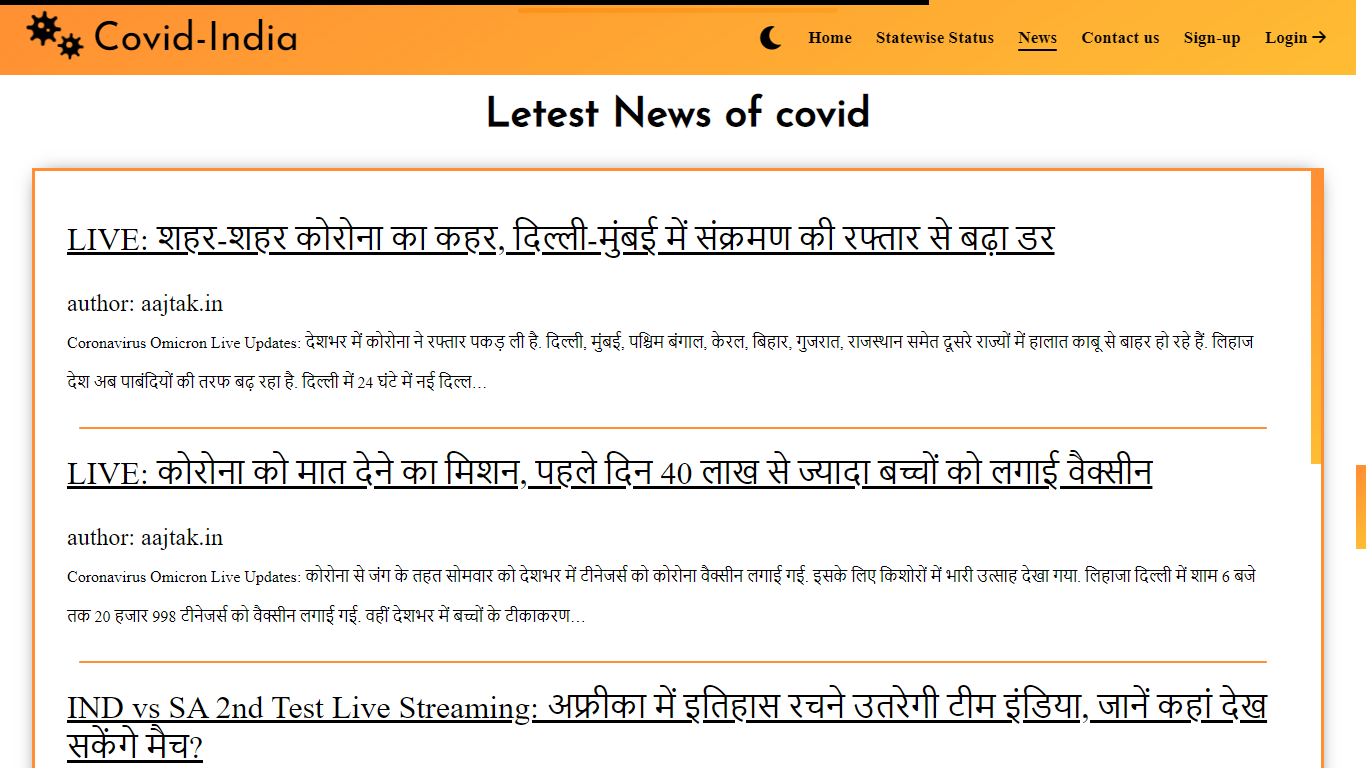 Covid-India
Home Statewise Status News Contact us Sign-up Login →
Letest News of covid
LIVE: शहर-शहर कोरोना का कहर, दिल्ली-मुंबई में संक्रमण की रफ्तार से बढ़ा डर
author: aajtak.in
Coronavirus Omicron Live Updates: देशभर में कोरोना ने रफ्तार पकड़ ली है. दिल्ली, मुंबई, पश्चिम बंगाल, केरल, बिहार, गुजरात, राजस्थान समेत दूसरे राज्यों में हालात काबू से बाहर हो रहे हैं. लिहाज
देश अब पाबंदियों की तरफ बढ़ रहा है. दिल्ली में 24 घंटे में नई दिल्ल…
LIVE: कोरोना को मात देने का मिशन, पहले दिन 40 लाख से ज्यादा बच्चों को लगाई वैक्सीन
author: aajtak.in
Coronavirus Omicron Live Updates: कोरोना से जंग के तहत सोमवार को देशभर में टीनेजर्स को कोरोना वैक्सीन लगाई गई. इसके लिए किशोरों में भारी उत्साह देखा गया. लिहाजा दिल्ली में शाम 6 बजे
तक 20 हजार 998 टीनेजर्स को वैक्सीन लगाई गई. वहीं देशभर में बच्चों के टीकाकरण…
IND vs SA 2nd Test Live Streaming: अफ्रीका में इतिहास रचने उतरेगी टीम इंडिया, जानें कहां देख
सकेंगे मैच?